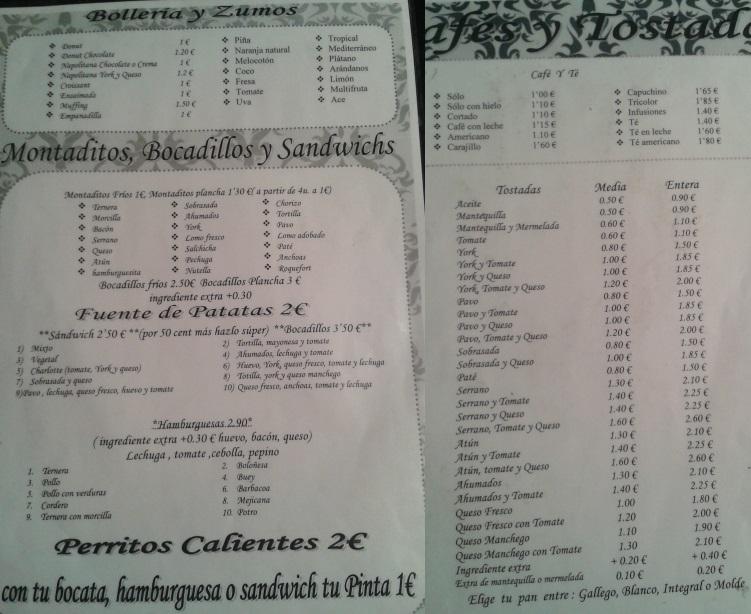 Bollería y Zumos
❖ Donut 1 € ❖ Piña ❖ Tropical
❖ Donut Chocolate 1.20 € ❖ Naranja natural ❖ Mediterráneo
❖ Napolitana Chocolate o Crema 1 € ❖ Melocotón ❖ Plátano
❖ Napolitana York y Queso 1.2 € ❖ Coco ❖ Arándanos
❖ Croissant 1 € ❖ Fresa ❖ Limón
❖ Ensaimada 1 € ❖ Tomate ❖ Multifruta
❖ Muffing 1.50 € ❖ Uva ❖ Ace
❖ Empanadilla 1 €
Montaditos, Bocadillos y Sandwichs
Montaditos Fríos 1€ Montaditos plancha 1'30 €( a partir de 4u. a 1€)
❖ Ternera ❖ Sobrasada ❖ Chorizo
❖ Morcilla ❖ Ahumados ❖ Tortilla
❖ Bacón ❖ York ❖ Pavo
❖ Serrano ❖ Lomo fresco ❖ Lomo adobado
❖ Queso ❖ Salchicha ❖ Paté
❖ Atún ❖ Pechuga ❖ Anchoas
❖ hamburguesita ❖ Nutella ❖ Roquefort
Bocadillos fríos 2.50€ Bocadillos Plancha 3 €
ingrediente extra +0.30
Fuente de Patatas 2€
**Sándwich 2'50 € **(por 50 cent más hazlo súper) **Bocadillos 3'50 €**
1) Mixto 2) Tortilla, mayonesa y tomate
3) Vegetal 4) Ahumados, lechuga y tomate
5) Charlotte (tomate, York y queso) 6) Huevo, York, queso fresco, tomate y lechuga
7) Sobrasada y queso 8) Totilla, york y queso manchego
9)Pavo , lechuga, queso fresco, huevo y tomate 10) Queso fresco, anchoas, tomate y lechuga
*Hamburguesas 2.90*
( ingrediente extra +0.30 € huevo, bacón, queso)
Lechuga , tomate ,cebolla, pepino
1. Ternera 2. Boloñesa
3. Pollo 4. Buey
5. Pollo con verduras 6. Barbacoa
7. Cordero 8. Mejicana
9. Ternera con morcilla 10. Potro
Perritos Calientes 2€
con tu bocata, hamburguesa o sandwich tu Pinta 1€
afés y Tostada
Café Y Té
❖ Sólo 1'00 € ❖ Capuchino 1'65 €
❖ Sólo con hielo 1'10 € ❖ Tricolor 1'85 €
❖ Cortado 1'10 € ❖ Infusiones 1.40 €
❖ Café con leche 1'15 € ❖ Té 1.40 €
❖ Americano 1.10 € ❖ Té en leche 1'60 €
❖ Carajillo 1'60 € ❖ Té americano 1'80 €
Tostadas Media Entera
Aceite 0.50 € 0.90 €
Mantequilla 0.50 € 0.90 €
Mantequilla y Mermelada 0.60 € 1.10 €
Tomate 0.60 € 1.10 €
York 0.80 € 1.50 €
York y Tomate 1.00 € 1.85 €
York y Queso 1.00 € 1.85 €
York, Tomate y Queso 1.20 € 2.00 €
Pavo 0.80 € 1.50 €
Pavo y Tomate 1.00 € 1.85 €
Pavo y Queso 1.00 € 1.85 €
Pavo, Tomate y Queso 1.20 € 2.00 €
Sobrasada 0.80 € 1.50 €
Sobrasada y Queso 1.00 € 1.85 €
Paté 0.80 € 1.50 €
Serrano 1.30 € 2.10 €
Serrano y Tomate 1.40 € 2.25 €
Serrano y Queso 1.40 € 2.25 €
Serrano, Tomate y Queso 1.60 € 2.60 €
Atún 1.30 € 2.10 €
Atún y Tomate 1.40 € 2.25 €
Atún, tomate y Queso 1.60 € 2.60 €
Ahumados 1.30 € 2.10 €
Ahumados y Tomate 1.40 € 2.25 €
Queso Fresco 1.00 1.80 €
Queso Fresco con Tomate 1.20 2.00 €
Queso Manchego 1.10 1.90 €
Queso Manchego con Tomate 1.30 2.10 €
Ingrediente extra + 0.20 € + 0.40 €
Extra de mantequilla o mermelada 0.10 € 0.20 €
Elige tu pan entre : Gallego, Blanco, Integral o Molde